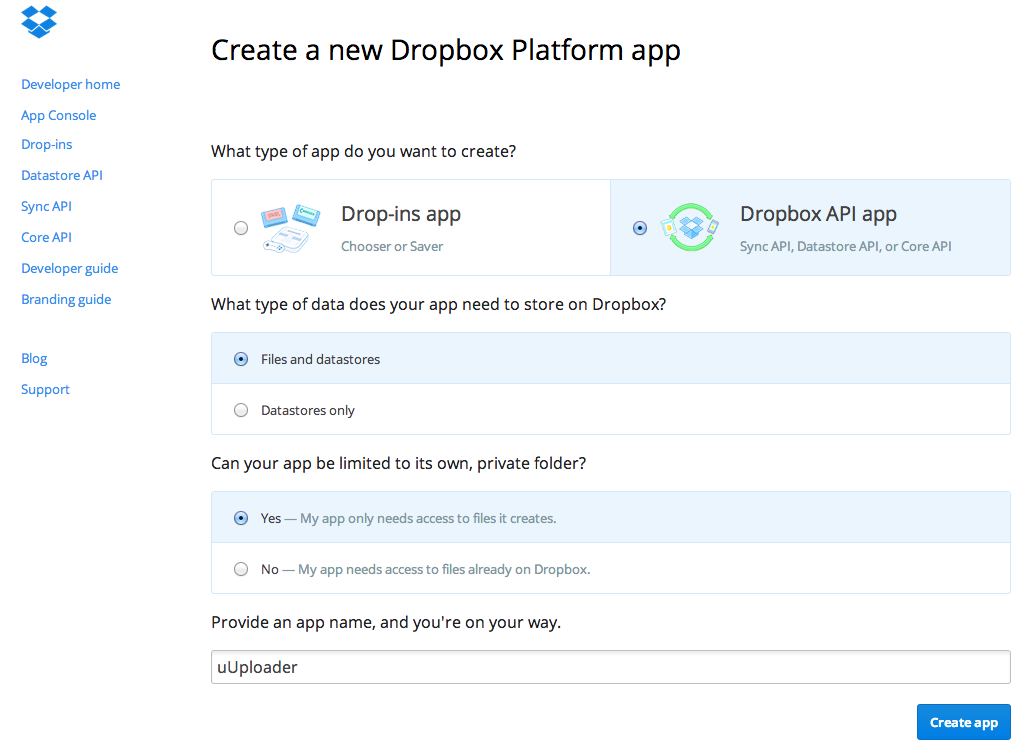 Create a new Dropbox Platform app
Developer home
App Console
Drop-ins
Datastore API
Sync API
Core API
Developer guide
Branding guide
Blog
Support
What type of app do you want to create?
Drop-ins app
Chooser or Saver
Dropbox API app
Sync API, Datastore API, or Core API
What type of data does your app need to store on Dropbox?
Files and datastores
Datastores only
Can your app be limited to its own, private folder?
Yes — My app only needs access to files it creates.
No — My app needs access to files already on Dropbox.
Provide an app name, and you're on your way.
uUploader
Create app